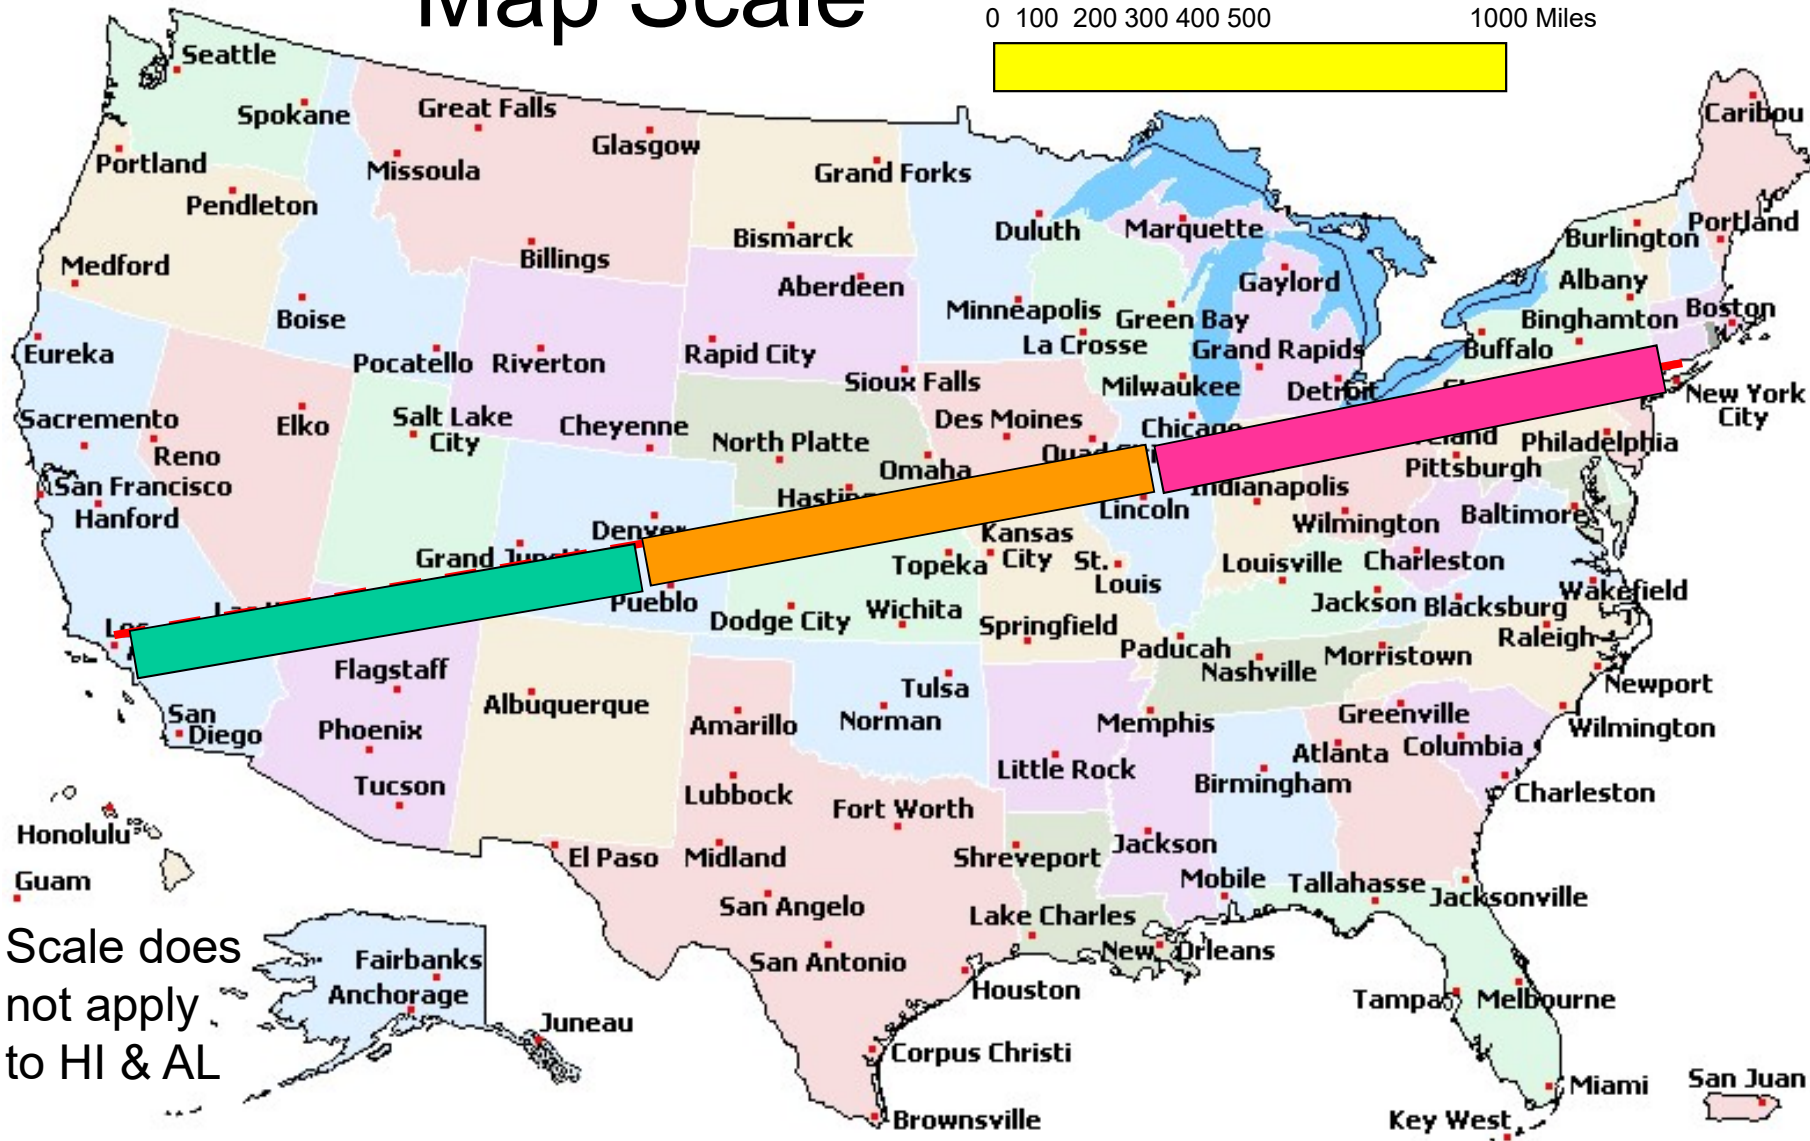 Map Scale
0 100 200 300 400 500 1000 Miles
Seattle
Spokane
Great Falls
Glasgow
Caribou
Portland
Missoula
Grand Forks
Pendleton
Bismarck
Duluth
Marquette
Burlington
Portland
Medford
Billings
Aberdeen
Gaylord
Albany
Boise
Minneapolis
Green Bay
Binghamton
Boston
Eureka
Pocatello
Riverton
Rapid City
La Crosse
Grand Rapids
Buffalo
Sioux Falls
Milwaukee
Detroit
New York
City
Sacremento
Elko
Salt Lake
City
Cheyenne
Des Moines
Chicago
North Platte
Philadelphia
Reno
Omaha
Pittsburgh
San Francisco
Indianapolis
Hanford
Lincoln
Wilmington
Baltimore
Denver
Kansas
City
Grand
Topeka
St.
Louis
Louisville
Charleston
Wakefield
Pueblo
Dodge City
Wichita
Jackson
Blacksburg
Los
Springfield
Raleigh
Paducah
Nashville
Morristown
Flagstaff
Tulsa
Newport
Albuquerque
San
Diego
Phoenix
Amarillo
Norman
Memphis
Greenville
Wilmington
Atlanta
Columbia
Little Rock
Birmingham
Tucson
Lubbock
Fort Worth
Charleston
Honolulu
El Paso
Midland
Shreveport
Jackson
Guam
Mobile
Tallahasse
Jacksonville
San Angelo
Lake Charles
Scale does
not apply
to HI & AL
Fairbanks
San Antonio
New Orleans
Anchorage
Houston
Tampa
Melbourne
Juneau
Corpus Christi
Miami
San Juan
Brownsville
Key West